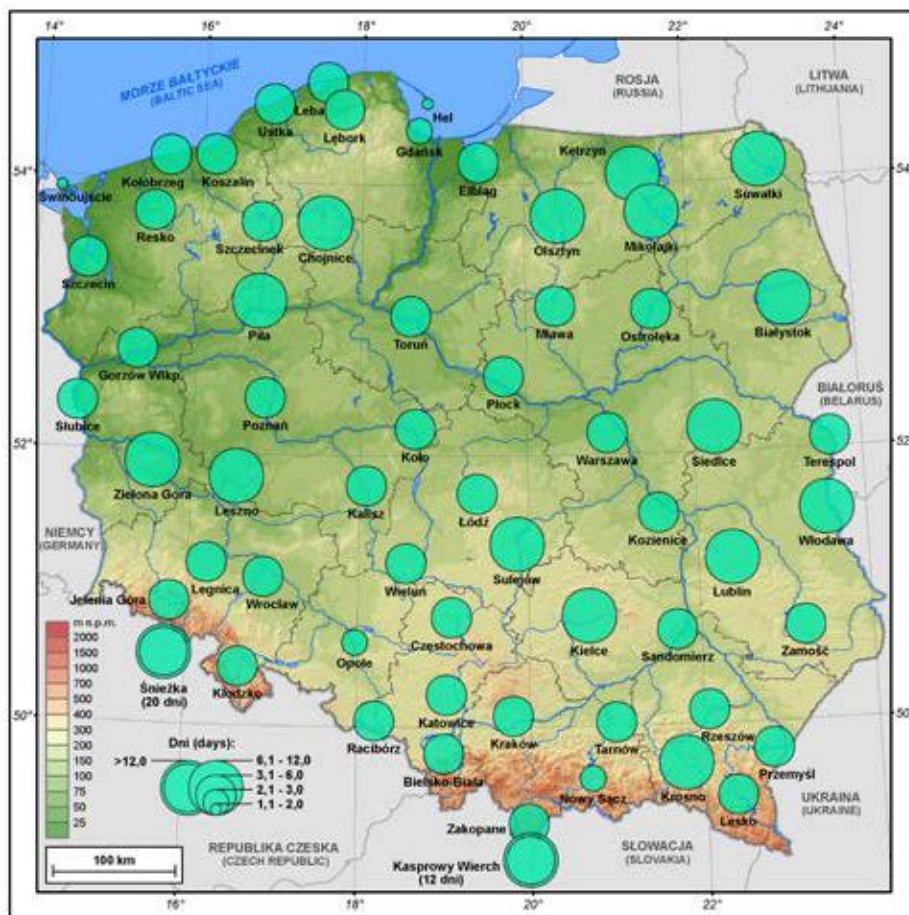 14°
16°
18°
20°
22°
24°
MORZE BAŁTYCKIE
(BALTIC SEA)
ROSJA
(RUSSIA)
LITWA
(LITHUANIA)
Łeba
Hel
Ustka
Lębork
Gdańsk
Kętrzyn
54°
54°
Kołobrzeg
Koszalin
Elbląg
Suwałki
Świnoujście
Resko
Szczecinek
Chojnice
Olsztyn
Mikołajki
Szczecin
Piła
Toruń
Mława
Ostrołęka
Białystok
Gorzów Wlkp.
Płock
BIAŁORUŚ
(BELARUS)
Słubice
Poznań
52°
52°
Koło
Warszawa
Siedlce
Terespol
Zielona Góra
Leszno
Kalisz
Łódź
Kozienice
Włodawa
NIEMCY
(GERMANY)
Legnica
Wrocław
Wieluń
Sulejów
Lublin
Jelenia Góra
m n.p.m.
2000
1500
1000
700
500
400
300
200
150
100
75
50
25
Opole
Częstochowa
Kielce
Sandomierz
Zamość
Śnieżka
(20 dni)
Kłodzko
50°
50°
Racibórz
Katowice
Kraków
Tarnów
Rzeszów
Przemyśl
Dni (days):
>12,0
6,1 - 12,0
3,1 - 6,0
2,1 - 3,0
1,1 - 2,0
Bielsko-Biała
Nowy Sącz
Krosno
Lesko
UKRAINA
(UKRAINE)
Zakopane
REPUBLIKA CZESKA
(CZECH REPUBLIC)
SŁOWACJA
(SLOVAKIA)
100 km
Kasprowy Wierch
(12 dni)
16°
18°
20°
22°